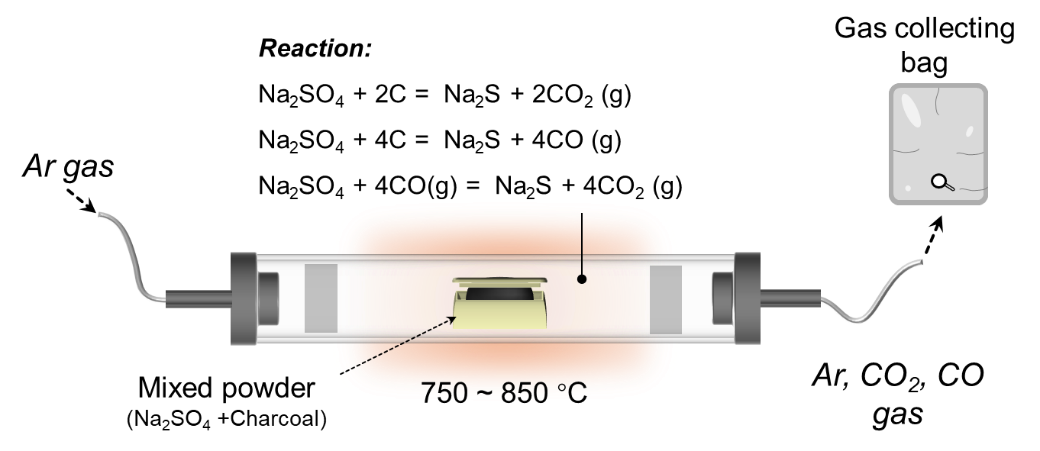 Gas collecting
bag
Reaction:
Na₂SO₄ + 2C = Na₂S + 2CO₂ (g)
Na₂SO₄ + 4C = Na₂S + 4CO (g)
Na₂SO₄ + 4CO(g) = Na₂S + 4CO₂ (g)
Ar gas
Mixed powder
(Na₂SO₄ +Charcoal)
750 ~ 850 °C
Ar, CO₂, CO
gas